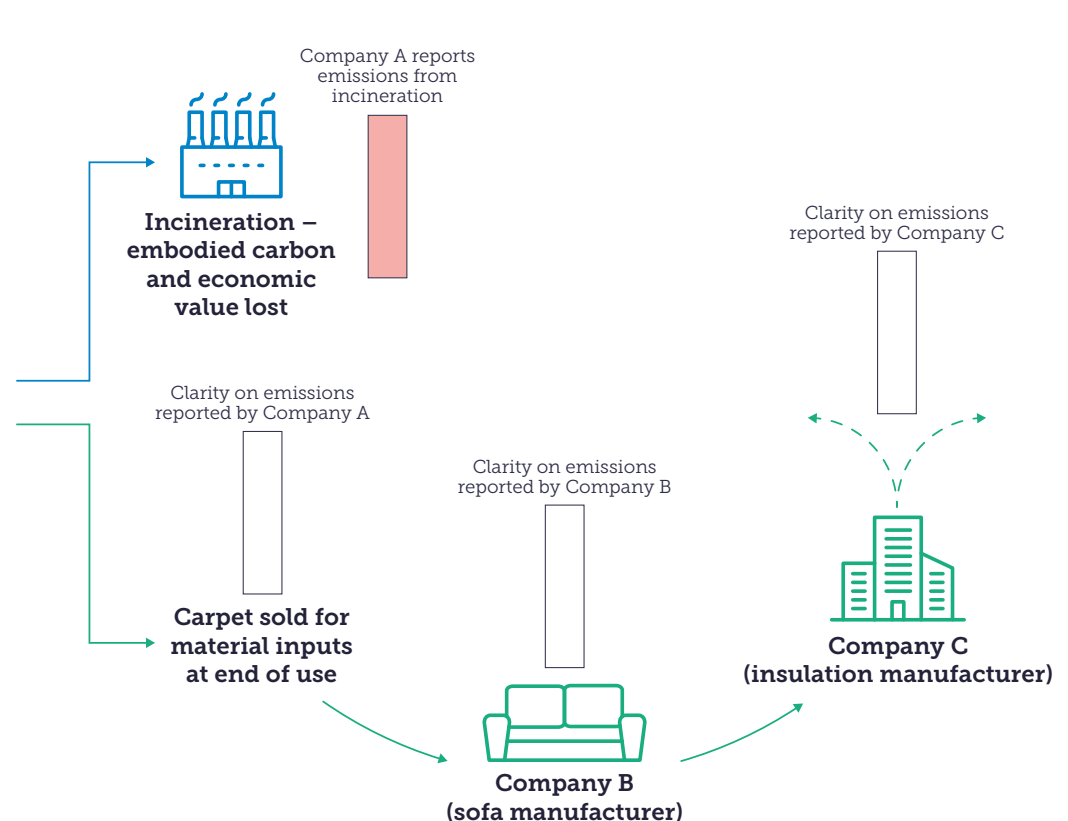 Company A reports
emissions from
incineration
Incineration –
embodied carbon
and economic
value lost
Clarity on emissions
reported by Company C
Clarity on emissions
reported by Company A
Clarity on emissions
reported by Company B
Carpet sold for
material inputs
at end of use
Company C
(insulation manufacturer)
Company B
(sofa manufacturer)